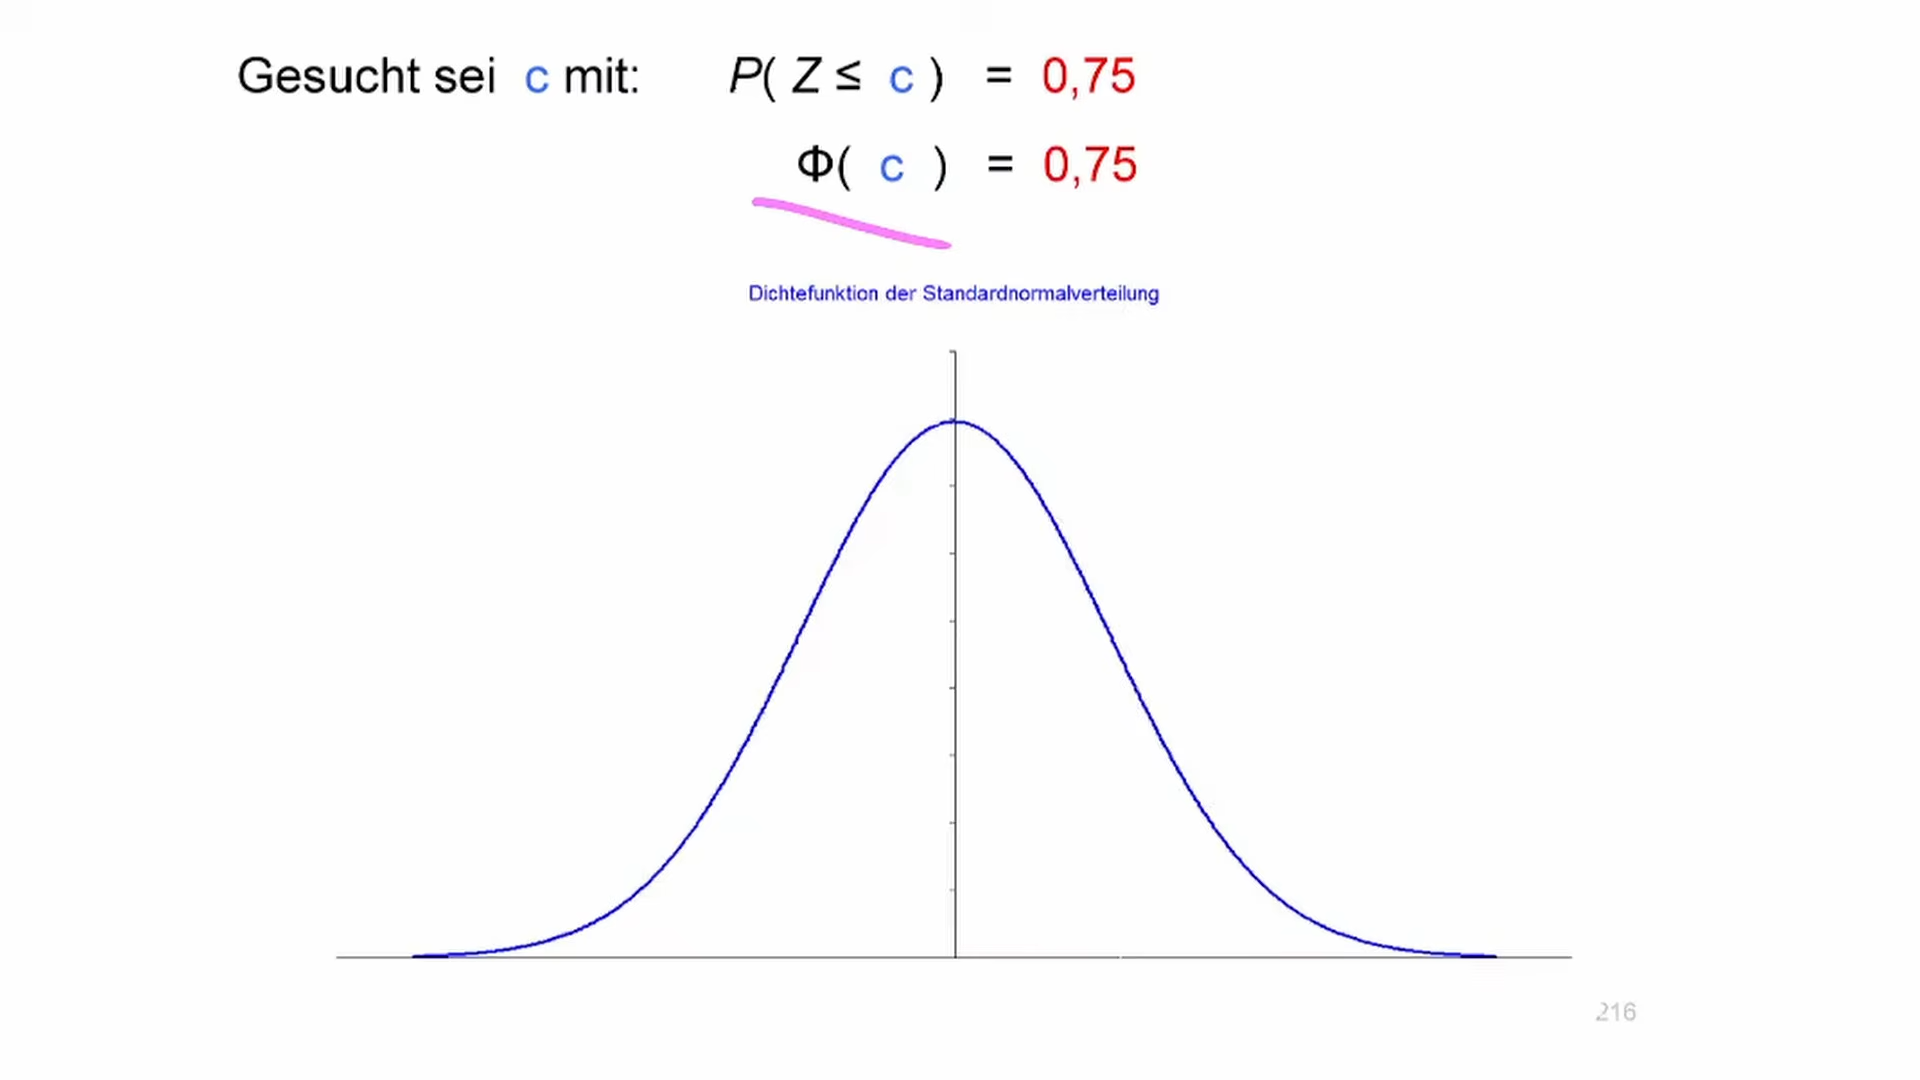 Gesucht sei c mit: P( Z ≤ c ) = 0,75
Φ( c ) = 0,75
Dichtefunktion der Standardnormalverteilung
216